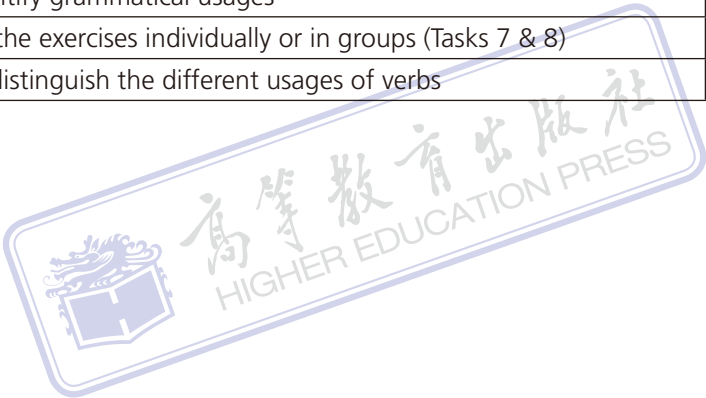 ntify grammatical usages
the exercises individually or in groups (Tasks 7 & 8)
distinguish the different usages of verbs
高等教育出版社
HIGHER EDUCATION PRESS